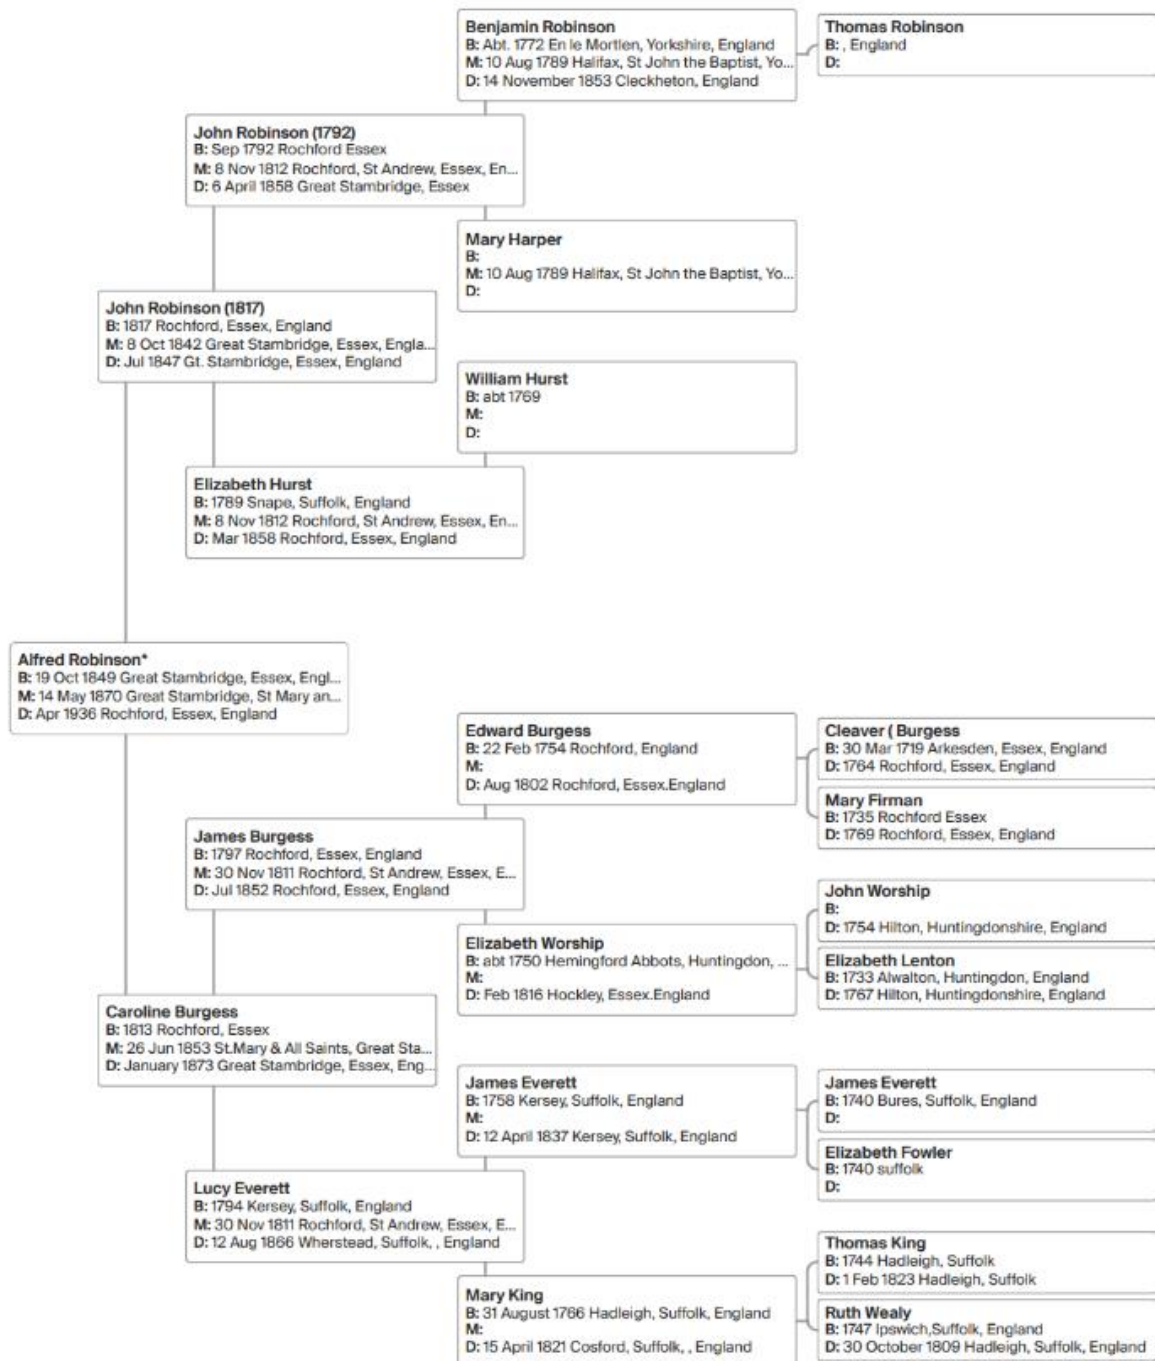 Benjamin Robinson
B: Abt. 1772 En le Mortlen, Yorkshire, England
M: 10 Aug 1789 Halifax, St John the Baptist, Yo...
D: 14 November 1853 Cleckheton, England
Thomas Robinson
B: , England
D:
John Robinson (1792)
B: Sep 1792 Rochford Essex
M: 8 Nov 1812 Rochford, St Andrew, Essex, En...
D: 6 April 1858 Great Stambridge, Essex
Mary Harper
B:
M: 10 Aug 1789 Halifax, St John the Baptist, Yo...
D:
John Robinson (1817)
B: 1817 Rochford, Essex, England
M: 8 Oct 1842 Great Stambridge, Essex, Engla...
D: Jul 1847 Gt. Stambridge, Essex, England
William Hurst
B: abt 1769
M:
D:
Elizabeth Hurst
B: 1789 Snape, Suffolk, England
M: 8 Nov 1812 Rochford, St Andrew, Essex, En...
D: Mar 1858 Rochford, Essex, England
Alfred Robinson*
B: 19 Oct 1849 Great Stambridge, Essex, Engl...
M: 14 May 1870 Great Stambridge, St Mary an...
D: Apr 1936 Rochford, Essex, England
Edward Burgess
B: 22 Feb 1754 Rochford, England
M:
D: Aug 1802 Rochford, Essex.England
Cleaver ( Burgess
B: 30 Mar 1719 Arkesden, Essex, England
D: 1764 Rochford, Essex, England
Mary Firman
B: 1735 Rochford Essex
D: 1769 Rochford, Essex, England
James Burgess
B: 1797 Rochford, Essex, England
M: 30 Nov 1811 Rochford, St Andrew, Essex, E...
D: Jul 1852 Rochford, Essex, England
John Worship
B:
D: 1754 Hilton, Huntingdonshire, England
Elizabeth Worship
B: abt 1750 Hemingford Abbots, Huntingdon, ...
M:
D: Feb 1816 Hockley, Essex.England
Elizabeth Lenton
B: 1733 Alwalton, Huntingdon, England
D: 1767 Hilton, Huntingdonshire, England
Caroline Burgess
B: 1813 Rochford, Essex
M: 26 Jun 1853 St.Mary & All Saints, Great Sta...
D: January 1873 Great Stambridge, Essex, Eng...
James Everett
B: 1758 Kersey, Suffolk, England
M:
D: 12 April 1837 Kersey, Suffolk, England
James Everett
B: 1740 Bures, Suffolk, England
D:
Elizabeth Fowler
B: 1740 suffolk
D:
Lucy Everett
B: 1794 Kersey, Suffolk, England
M: 30 Nov 1811 Rochford, St Andrew, Essex, E...
D: 12 Aug 1866 Wherstead, Suffolk, , England
Thomas King
B: 1744 Hadleigh, Suffolk
D: 1 Feb 1823 Hadleigh, Suffolk
Mary King
B: 31 August 1766 Hadleigh, Suffolk, England
M:
D: 15 April 1821 Cosford, Suffolk, , England
Ruth Wealy
B: 1747 Ipswich,Suffolk, England
D: 30 October 1809 Hadleigh, Suffolk, England